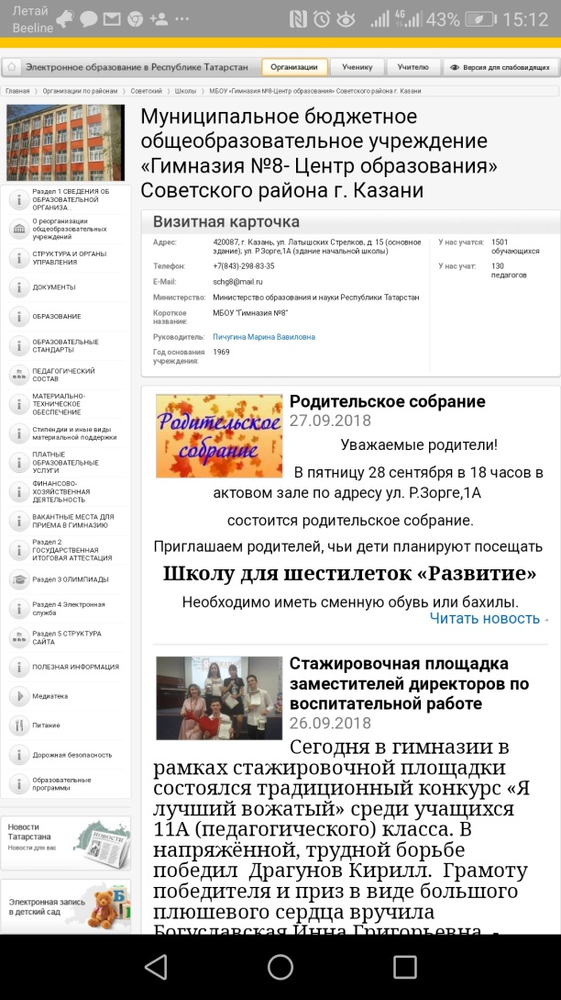 Летай
Beeline
4G
43%
15:12
Электронное образование в Республике Татарстан
Организации
Ученику
Учителю
Версия для слабовидящих
Главная
Организации по районам
Советский
Школы
МБОУ «Гимназия №8-Центр образования» Советского района г. Казани
Муниципальное бюджетное
общеобразовательное учреждение
«Гимназия №8- Центр образования»
Советского района г. Казани
Раздел 1 СВЕДЕНИЯ ОБ
ОБРАЗОВАТЕЛЬНОЙ
ОРГАНИЗА...
О реорганизации
общеобразовательных
учреждений
СТРУКТУРА И ОРГАНЫ
УПРАВЛЕНИЯ
ДОКУМЕНТЫ
ОБРАЗОВАНИЕ
ОБРАЗОВАТЕЛЬНЫЕ
СТАНДАРТЫ
ПЕДАГОГИЧЕСКИЙ
СОСТАВ
МАТЕРИАЛЬНО-
ТЕХНИЧЕСКОЕ
ОБЕСПЕЧЕНИЕ
Стипендии и иные виды
материальной поддержки
ПЛАТНЫЕ
ОБРАЗОВАТЕЛЬНЫЕ
УСЛУГИ
ФИНАНСОВО-
ХОЗЯЙСТВЕННАЯ
ДЕЯТЕЛЬНОСТЬ
ВАКАНТНЫЕ МЕСТА ДЛЯ
ПРИЕМА В ГИМНАЗИЮ
Раздел 2
ГОСУДАРСТВЕННАЯ
ИТОГОВАЯ АТТЕСТАЦИЯ
Раздел 3 ОЛИМПИАДЫ
Раздел 4 Электронная
служба
Раздел 5 СТРУКТУРА
САЙТА
ПОЛЕЗНАЯ ИНФОРМАЦИЯ
Медиатека
Питание
Дорожная безопасность
Образовательные
программы
Новости
Татарстана
Новости для вас
НОВОСТИ
Электронная запись
в детский сад
Визитная карточка
Адрес:
420087, г. Казань, ул. Латышских Стрелков, д. 15 (основное
здание); ул. Р.Зорге,1А (здание начальной школы)
Телефон:
+7(843)-298-83-35
E-Mail:
schg8@mail.ru
Министерство:
Министерство образования и науки Республики Татарстан
Короткое
название:
МБОУ "Гимназия №8"
Руководитель:
Пичугина Марина Вавиловна
Год основания
учреждения:
1969
У нас учатся:
1501
обучающихся
У нас учат:
130
педагогов
Родительское
собрание
Родительское собрание
27.09.2018
Уважаемые родители!
В пятницу 28 сентября в 18 часов в
актовом зале по адресу ул. Р.Зорге,1А
состоится родительское собрание.
Приглашаем родителей, чьи дети планируют посещать
Школу для шестилеток «Развитие»
Необходимо иметь сменную обувь или бахилы.
Читать новость
Стажировочная площадка
заместителей директоров по
воспитательной работе
26.09.2018
Сегодня в гимназии в
рамках стажировочной площадки
состоялся традиционный конкурс «Я
лучший вожатый» среди учащихся
11А (педагогического) класса. В
напряжённой, трудной борьбе
победил Драгунов Кирилл. Грамоту
победителя и приз в виде большого
плюшевого сердца вручила
Богуславская Инна Григорьевна -